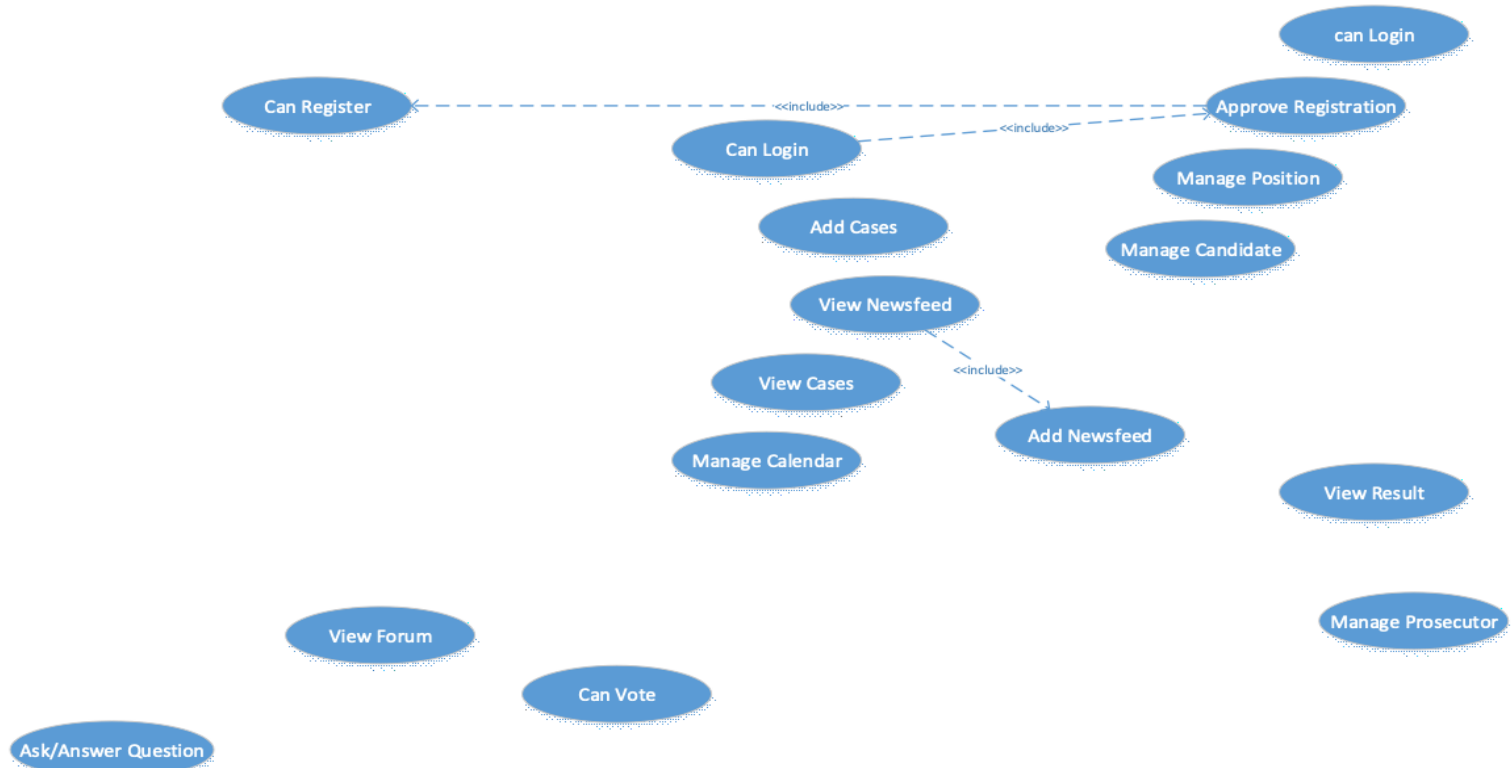 can Login
Can Register
<<include>>
Approve Registration
<<include>>
Can Login
Manage Position
Add Cases
Manage Candidate
View Newsfeed
<<include>>
View Cases
Add Newsfeed
Manage Calendar
View Result
Manage Prosecutor
View Forum
Can Vote
Ask/Answer Question